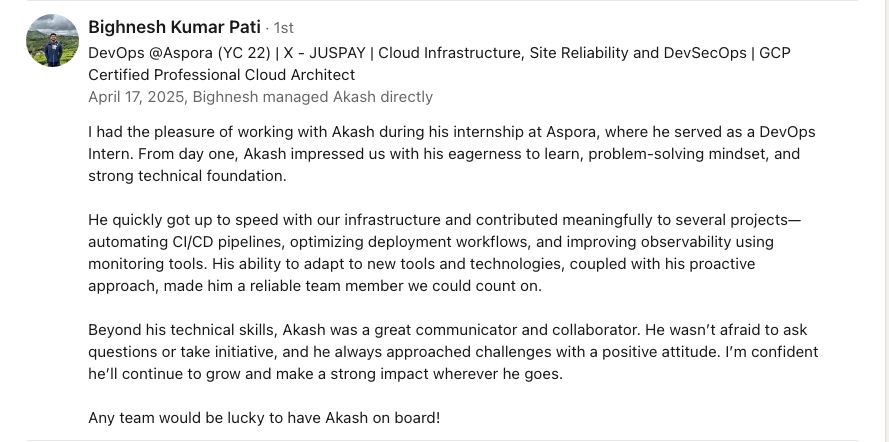 Bighnesh Kumar Pati · 1st
DevOps @Aspora (YC 22) | X - JUSPAY | Cloud Infrastructure, Site Reliability and DevSecOps | GCP
Certified Professional Cloud Architect
April 17, 2025, Bighnesh managed Akash directly
I had the pleasure of working with Akash during his internship at Aspora, where he served as a DevOps
Intern. From day one, Akash impressed us with his eagerness to learn, problem-solving mindset, and
strong technical foundation.
He quickly got up to speed with our infrastructure and contributed meaningfully to several projects—
automating CI/CD pipelines, optimizing deployment workflows, and improving observability using
monitoring tools. His ability to adapt to new tools and technologies, coupled with his proactive
approach, made him a reliable team member we could count on.
Beyond his technical skills, Akash was a great communicator and collaborator. He wasn’t afraid to ask
questions or take initiative, and he always approached challenges with a positive attitude. I’m confident
he’ll continue to grow and make a strong impact wherever he goes.
Any team would be lucky to have Akash on board!